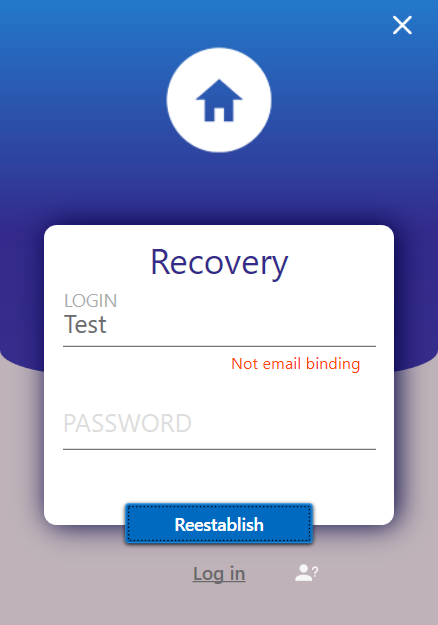 Recovery
LOGIN
Test
Not email binding
PASSWORD
Reestablish
Log in
?